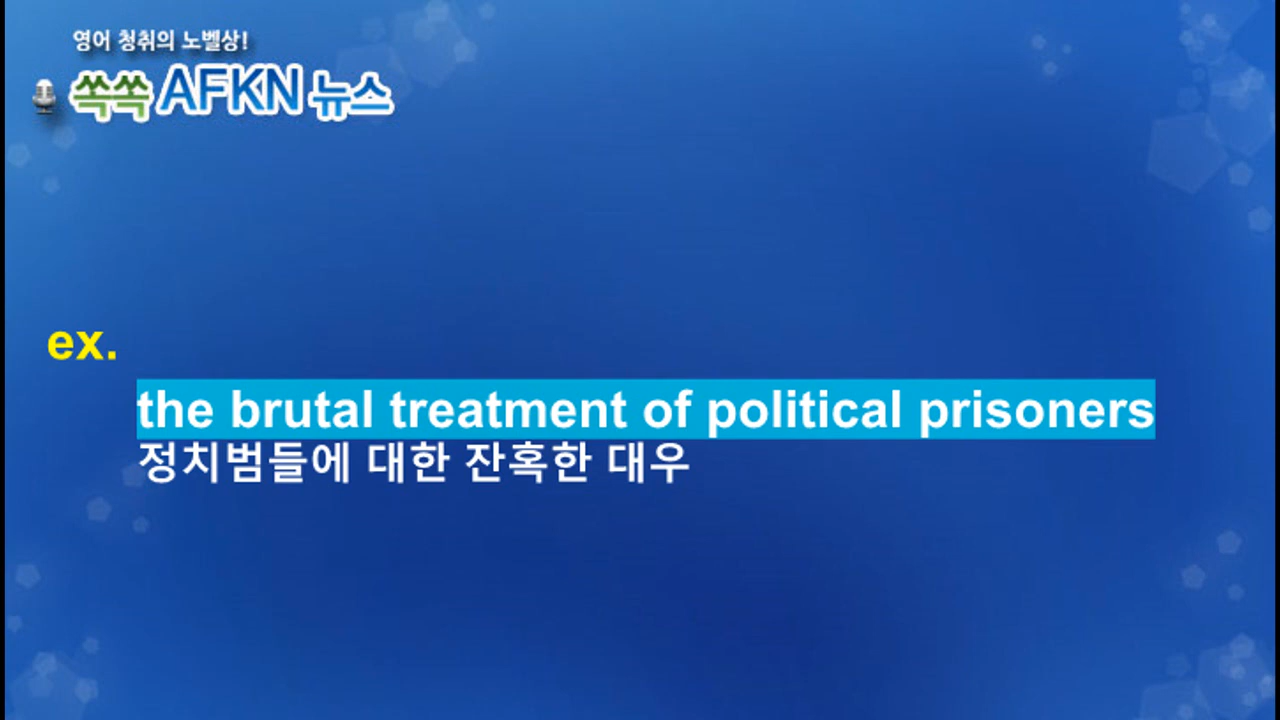 영어 청취의 노벨상!
쏙쏙 AFKN 뉴스
ex.
the brutal treatment of political prisoners
정치범들에 대한 잔혹한 대우